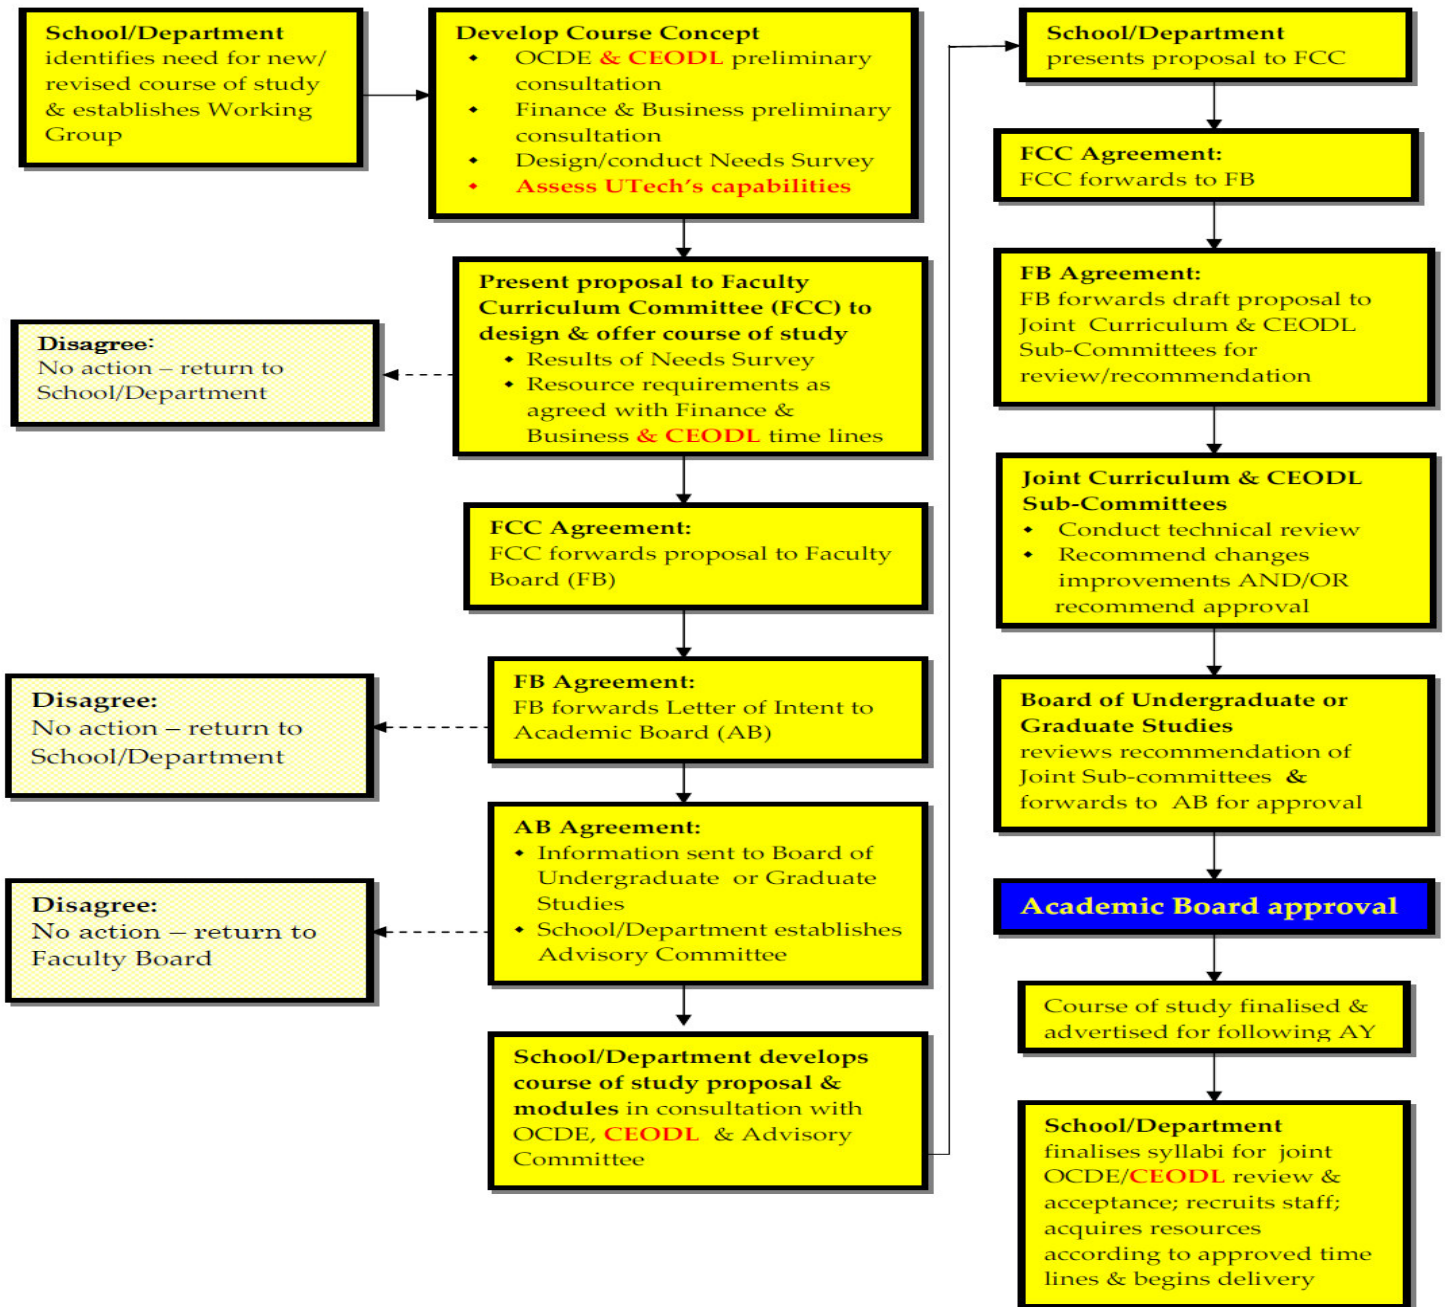 School/Department
identifies need for new/
revised course of study
& establishes Working
Group
Develop Course Concept
• OCDE & CEODL preliminary
consultation
• Finance & Business preliminary
consultation
• Design/conduct Needs Survey
• Assess UTech's capabilities
Present proposal to Faculty
Curriculum Committee (FCC) to
design & offer course of study
• Results of Needs Survey
• Resource requirements as
agreed with Finance &
Business & CEODL time lines
Disagree:
No action – return to
School/Department
FCC Agreement:
FCC forwards proposal to Faculty
Board (FB)
FB Agreement:
FB forwards Letter of Intent to
Academic Board (AB)
Disagree:
No action – return to
School/Department
AB Agreement:
• Information sent to Board of
Undergraduate or Graduate
Studies
• School/Department establishes
Advisory Committee
Disagree:
No action – return to
Faculty Board
School/Department develops
course of study proposal &
modules in consultation with
OCDE, CEODL & Advisory
Committee
School/Department
presents proposal to FCC
FCC Agreement:
FCC forwards to FB
FB Agreement:
FB forwards draft proposal to
Joint Curriculum & CEODL
Sub-Committees for
review/recommendation
Joint Curriculum & CEODL
Sub-Committees
• Conduct technical review
• Recommend changes
improvements AND/OR
recommend approval
Board of Undergraduate or
Graduate Studies
reviews recommendation of
Joint Sub-committees &
forwards to AB for approval
Academic Board approval
Course of study finalised &
advertised for following AY
School/Department
finalises syllabi for joint
OCDE/CEODL review &
acceptance; recruits staff;
acquires resources
according to approved time
lines & begins delivery